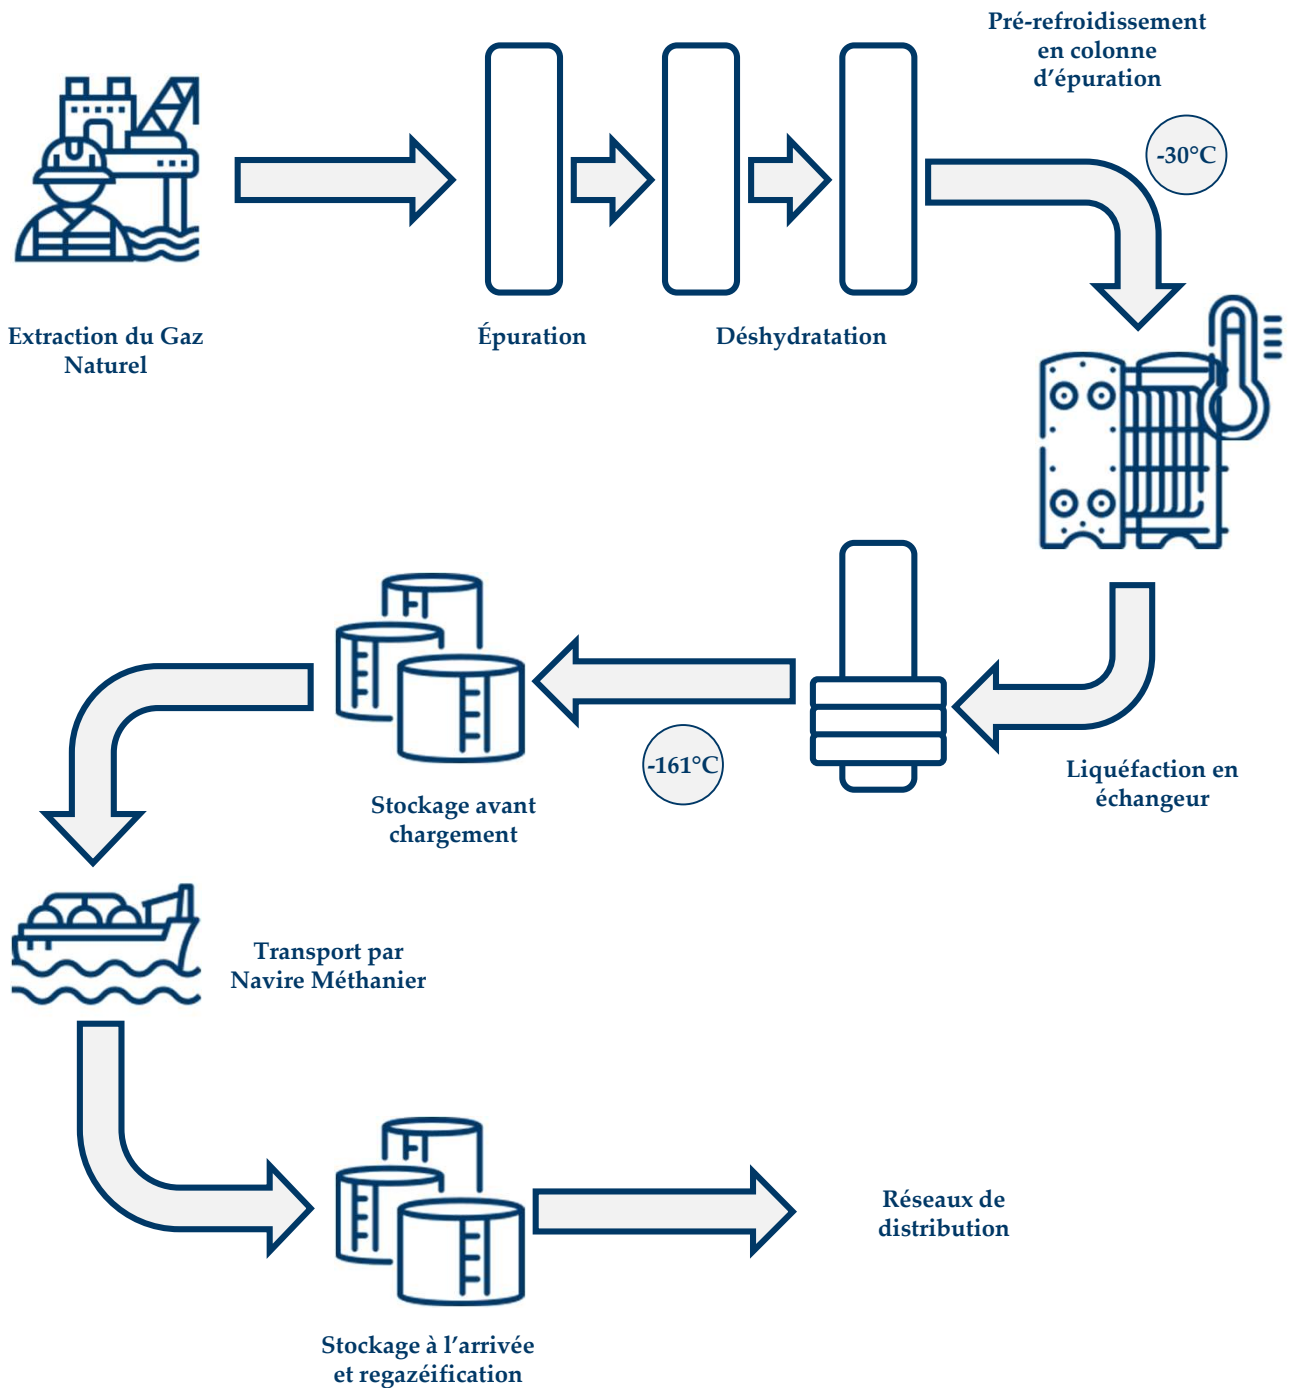 Pré-refroidissement
en colonne
d’épuration
-30°C
Extraction du Gaz
Naturel
Épuration
Déshydratation
Liquéfaction en
échangeur
-161°C
Stockage avant
chargement
Transport par
Navire Méthanier
Réseaux de
distribution
Stockage à l’arrivée
et regazéification